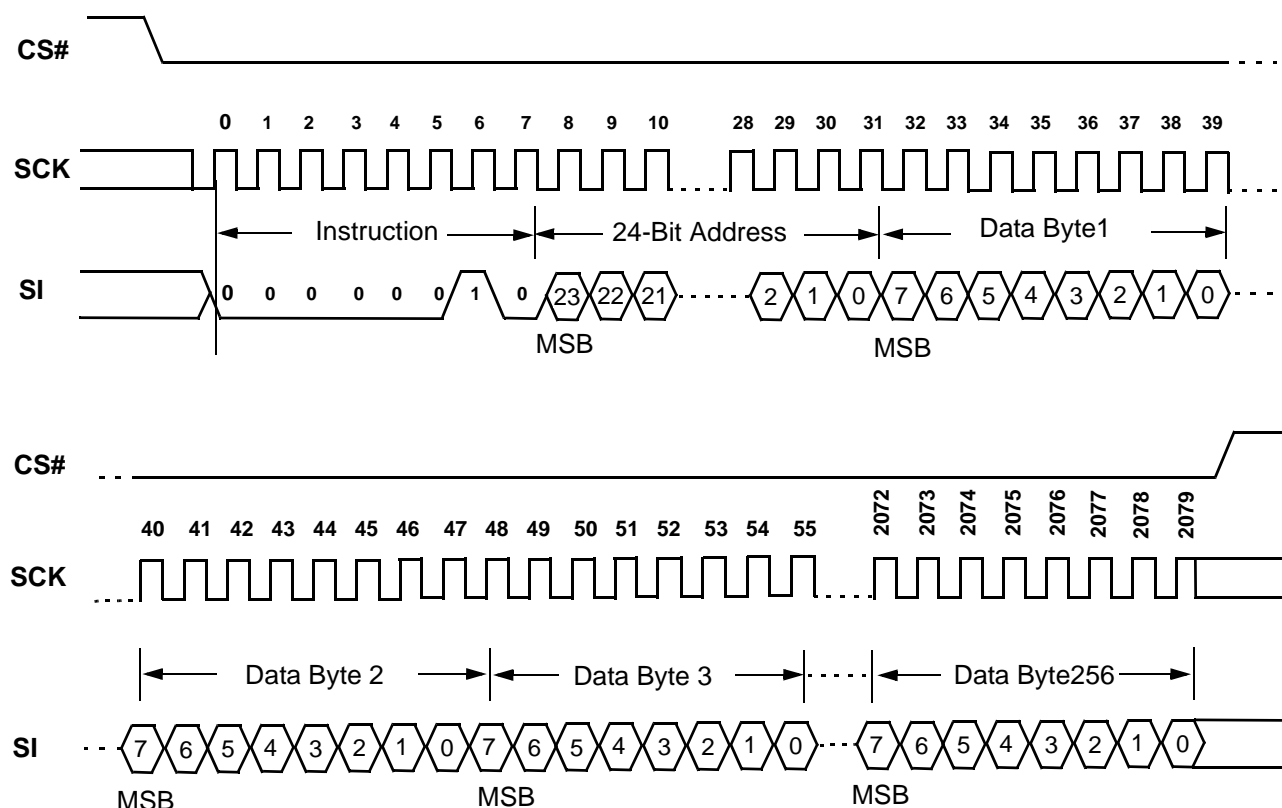 CS#
0 1 2 3 4 5 6 7 8 9 10 28 29 30 31 32 33 34 35 36 37 38 39
SCK
Instruction 24-Bit Address Data Byte1
SI 0 0 0 0 0 0 1 0 23 22 21 2 1 0 7 6 5 4 3 2 1 0
MSB MSB
CS#
40 41 42 43 44 45 46 47 48 49 50 51 52 53 54 55 2072 2073 2074 2075 2076 2077 2078 2079
SCK
Data Byte 2 Data Byte 3 Data Byte256
SI 7 6 5 4 3 2 1 0 7 6 5 4 3 2 1 0 7 6 5 4 3 2 1 0
MSB MSB MSB